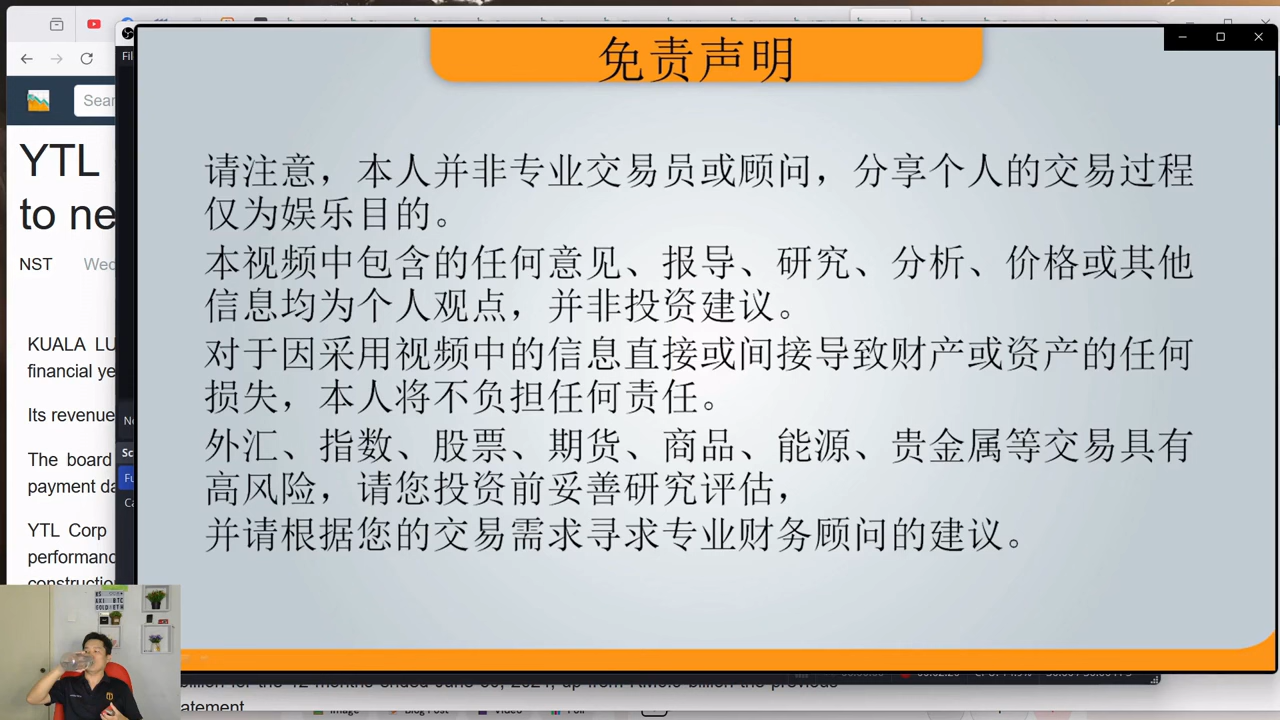 免责声明
请注意，本人并非专业交易员或顾问，分享个人的交易过程
仅为娱乐目的。
本视频中包含的任何意见、报导、研究、分析、价格或其他
信息均为个人观点，并非投资建议。
对于因采用视频中的信息直接或间接导致财产或资产的任何
损失，本人将不负担任何责任。
外汇、指数、股票、期货、商品、能源、贵金属等交易具有
高风险，请您投资前妥善研究评估，
并请根据您的交易需求寻求专业财务顾问的建议。
Sear
YTL
to ne
NST Wed
KUALA LU
financial ye
Its revenue
The board
payment da
YTL Corp
performanc
constructio
Fil